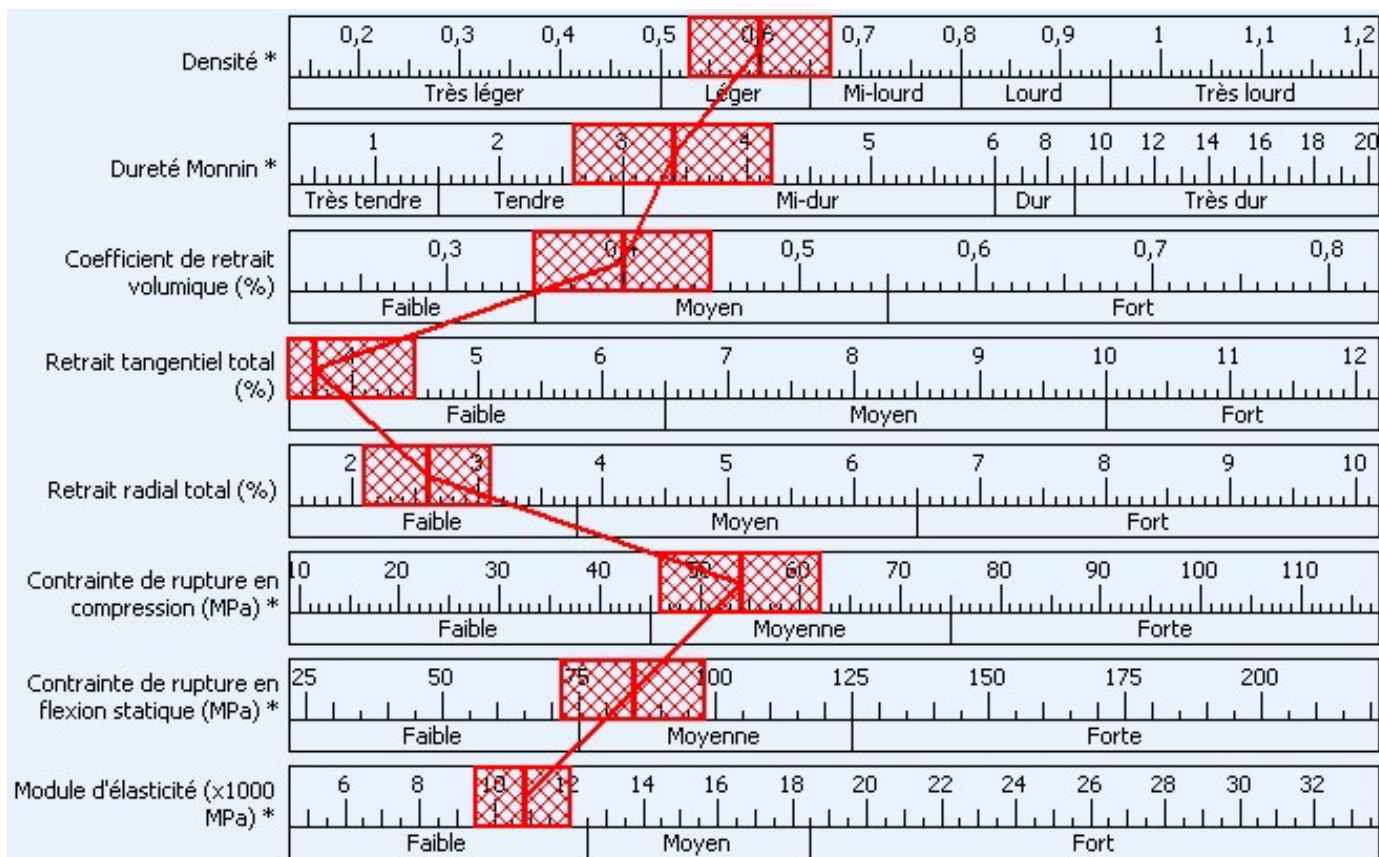 0,2 0,3 0,4 0,5 0,6 0,7 0,8 0,9 1 1,1 1,2
Densité *
Très léger Léger Mi-lourd Lourd Très lourd
1 2 3 4 5 6 8 10 12 14 16 18 20
Dureté Monnin *
Très tendre Tendre Mi-dur Dur Très dur
0,3 0,4 0,5 0,6 0,7 0,8
Coefficient de retrait
volumique (%)
Faible Moyen Fort
4 5 6 7 8 9 10 11 12
Retrait tangentiel total
(%)
Faible Moyen Fort
2 3 4 5 6 7 8 9 10
Retrait radial total (%)
Faible Moyen Fort
10 20 30 40 50 60 70 80 90 100 110
Contrainte de rupture en
compression (MPa) *
Faible Moyenne Forte
25 50 75 100 125 150 175 200
Contrainte de rupture en
flexion statique (MPa) *
Faible Moyenne Forte
6 8 10 12 14 16 18 20 22 24 26 28 30 32
Module d'élasticité (x1000
MPa) *
Faible Moyen Fort